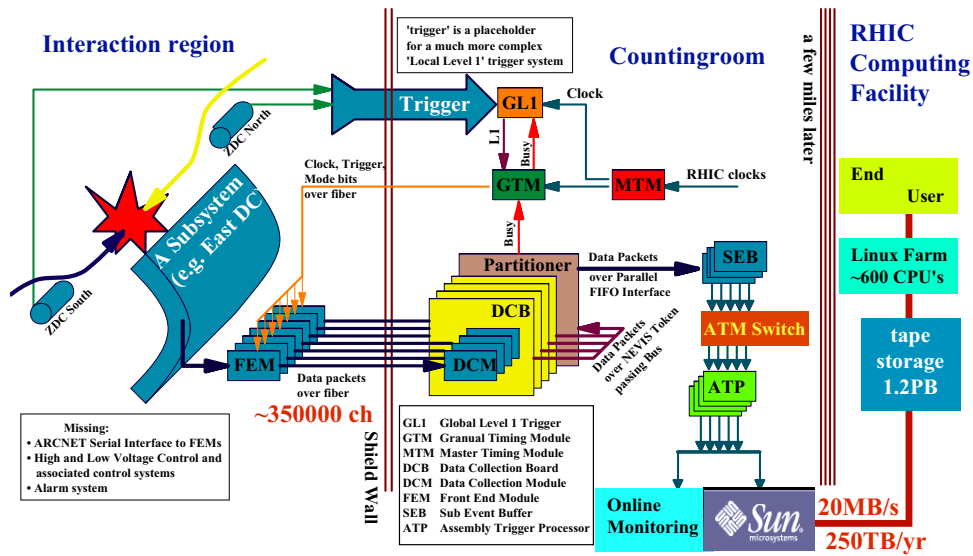 Interaction region
'trigger' is a placeholder
for a much more complex
'Local Level 1' trigger system
Countingroom
a few miles later
RHIC
Computing
Facility
ZDC North
Trigger
GL1
Clock
L1
Busy
Clock, Trigger,
Mode bits
over fiber
GTM
MTM
RHIC clocks
End
User
A Subsystem
(e.g. East DC)
Busy
Partitioner
Data Packets
over Parallel
FIFO Interface
SEB
Linux Farm
~600 CPU's
ZDC South
DCB
ATM Switch
Data Packets
over NEVIS Token
passing Bus
tape
storage
1.2PB
FEM
DCM
ATP
Data packets
over fiber
~350000 ch
Missing:
• ARCNET Serial Interface to FEMs
• High and Low Voltage Control and
associated control systems
• Alarm system
Shield Wall
GL1 Global Level 1 Trigger
GTM Granual Timing Module
MTM Master Timing Module
DCB Data Collection Board
DCM Data Collection Module
FEM Front End Module
SEB Sub Event Buffer
ATP Assembly Trigger Processor
Online
Monitoring
Sun
microsystems
20MB/s
250TB/yr